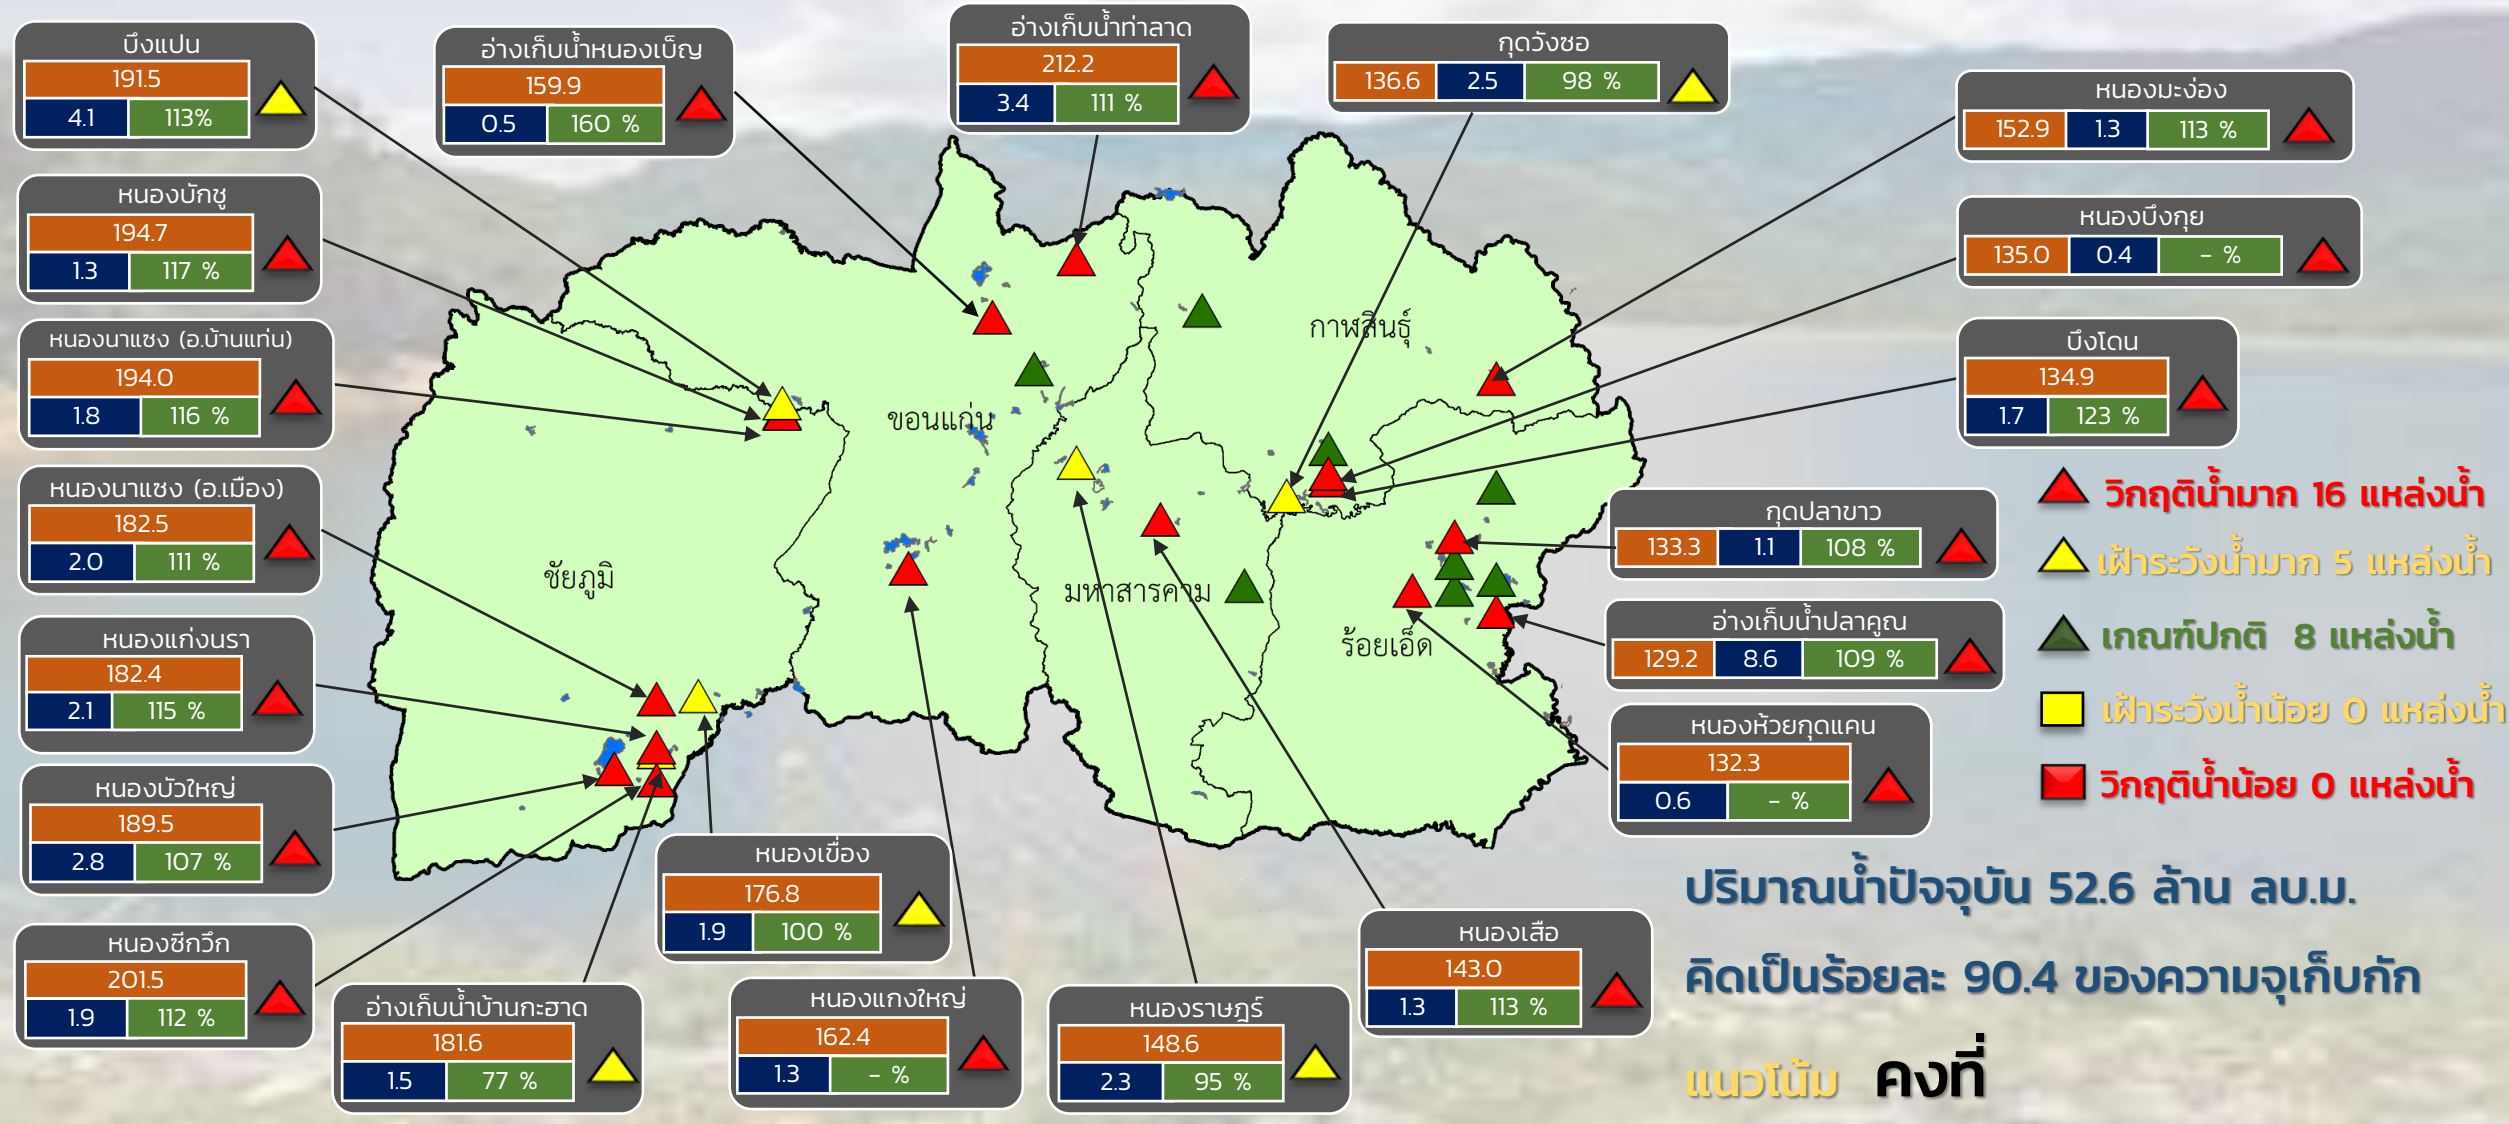 บึงแปน
191.5
4.1 113%
อ่างเก็บน้ำหนองเบ็ญ
159.9
0.5 160 %
อ่างเก็บน้ำท่าลาด
212.2
3.4 111 %
กุดวังซอ
136.6 2.5 98 %
หนองมะง่อง
152.9 1.3 113 %
หนองบักชู
194.7
1.3 117 %
หนองบึงกุย
135.0 0.4 - %
หนองนาแซง (อ.บ้านแท่น)
194.0
1.8 116 %
บึงโดน
134.9
1.7 123 %
กาฬสินธุ์
ขอนแก่น
ชัยภูมิ
มหาสารคาม
ร้อยเอ็ด
หนองนาแซง (อ.เมือง)
182.5
2.0 111 %
กุดปลาขาว
133.3 1.1 108 %
หนองแก่งนรา
182.4
2.1 115 %
อ่างเก็บน้ำปลาคูณ
129.2 8.6 109 %
หนองห้วยกุดแคน
132.3
0.6 - %
หนองบัวใหญ่
189.5
2.8 107 %
หนองเขื่อง
176.8
1.9 100 %
หนองซีกวึก
201.5
1.9 112 %
อ่างเก็บน้ำบ้านกะฮาด
181.6
1.5 77 %
หนองแกงใหญ่
162.4
1.3 - %
หนองราษฎร์
148.6
2.3 95 %
หนองเสือ
143.0
1.3 113 %
วิกฤติน้ำมาก 16 แหล่งน้ำ
เฝ้าระวังน้ำมาก 5 แหล่งน้ำ
เกณฑ์ปกติ 8 แหล่งน้ำ
เฝ้าระวังน้ำน้อย 0 แหล่งน้ำ
วิกฤติน้ำน้อย 0 แหล่งน้ำ
ปริมาณน้ำปัจจุบัน 52.6 ล้าน ลบ.ม.
คิดเป็นร้อยละ 90.4 ของความจุเก็บกัก
แนวโน้ม คงที่